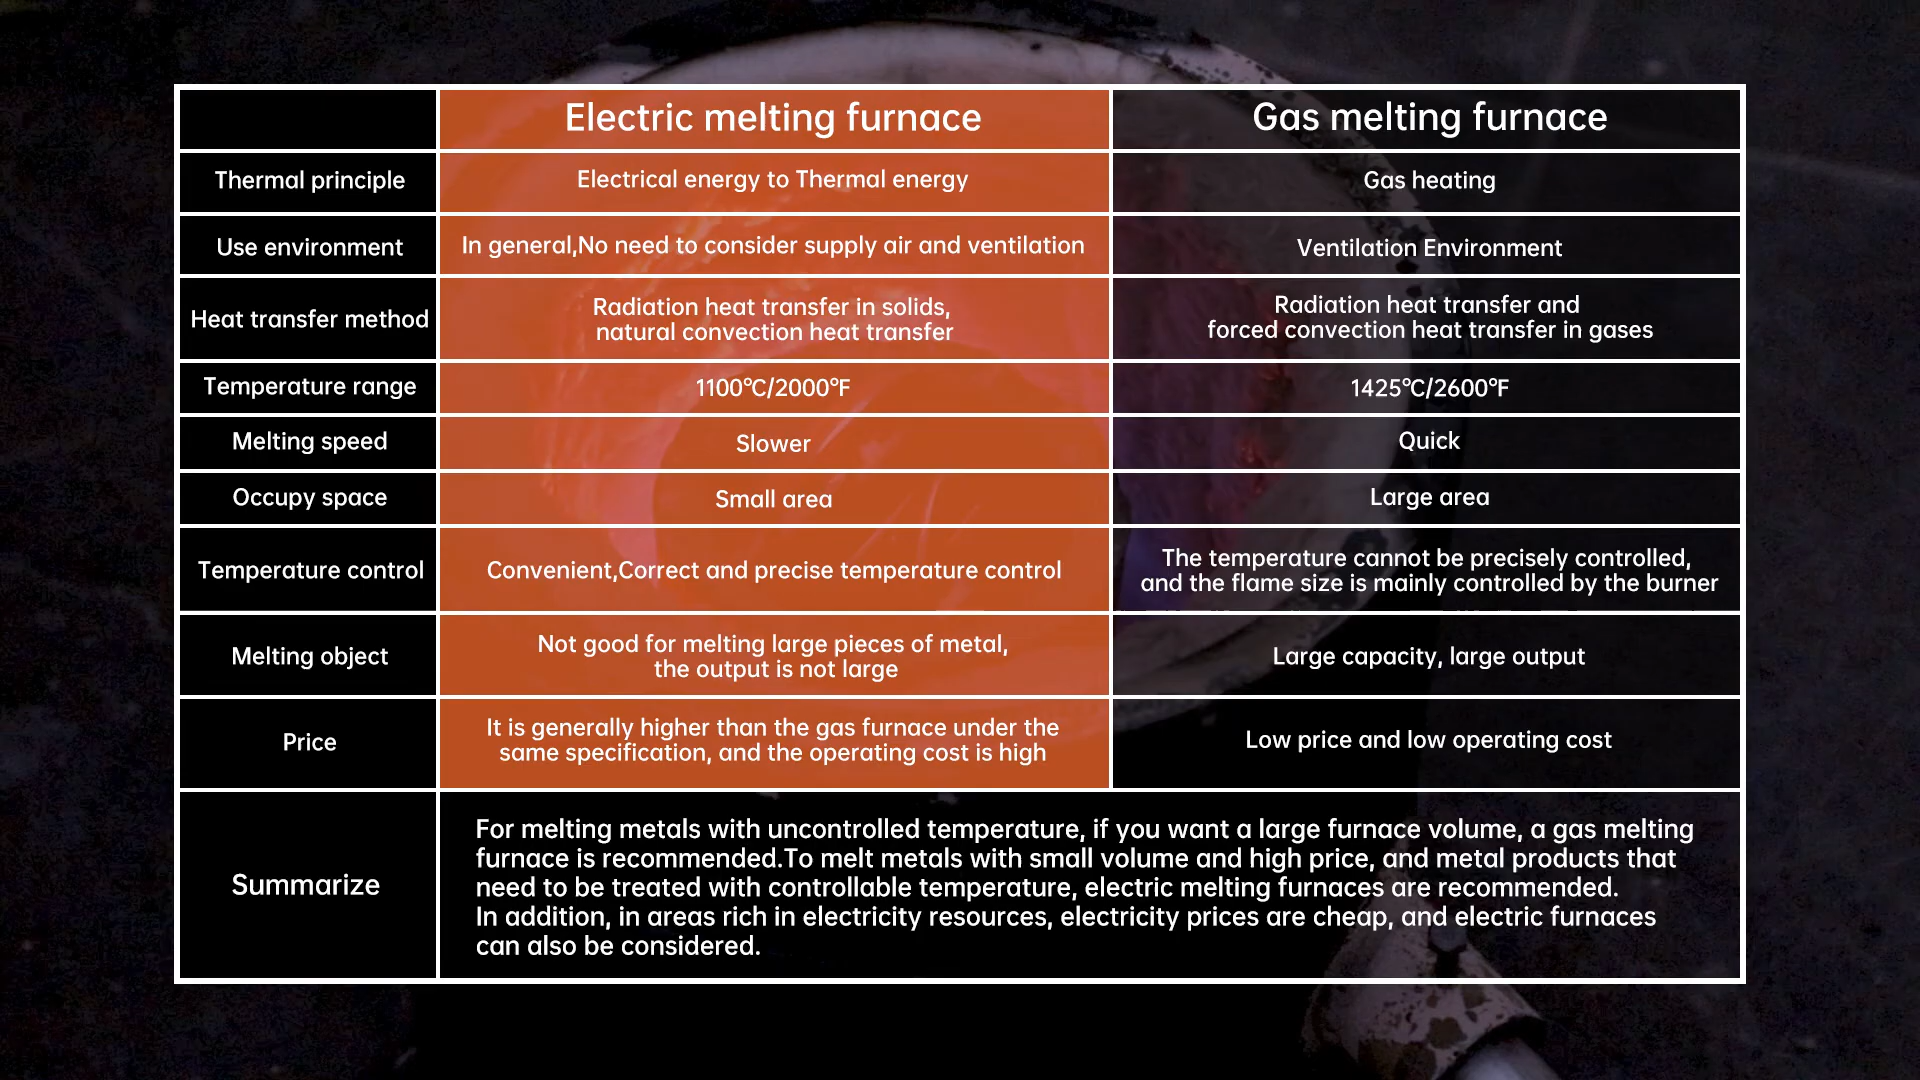 Electric melting furnace
Gas melting furnace
Thermal principle
Electrical energy to Thermal energy
Gas heating
Use environment
In general,No need to consider supply air and ventilation
Ventilation Environment
Heat transfer method
Radiation heat transfer in solids,
natural convection heat transfer
Radiation heat transfer and
forced convection heat transfer in gases
Temperature range
1100℃/2000℉
1425℃/2600℉
Melting speed
Slower
Quick
Occupy space
Small area
Large area
Temperature control
Convenient,Correct and precise temperature control
The temperature cannot be precisely controlled,
and the flame size is mainly controlled by the burner
Melting object
Not good for melting large pieces of metal,
the output is not large
Large capacity, large output
Price
It is generally higher than the gas furnace under the
same specification, and the operating cost is high
Low price and low operating cost
Summarize
For melting metals with uncontrolled temperature, if you want a large furnace volume, a gas melting
furnace is recommended.To melt metals with small volume and high price, and metal products that
need to be treated with controllable temperature, electric melting furnaces are recommended.
In addition, in areas rich in electricity resources, electricity prices are cheap, and electric furnaces
can also be considered.